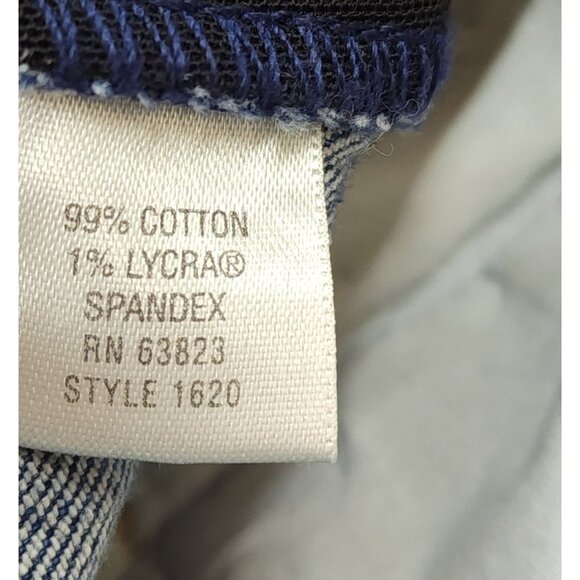 99% COTTON
1% LYCRA®
SPANDEX
RN 63823
STYLE 1620